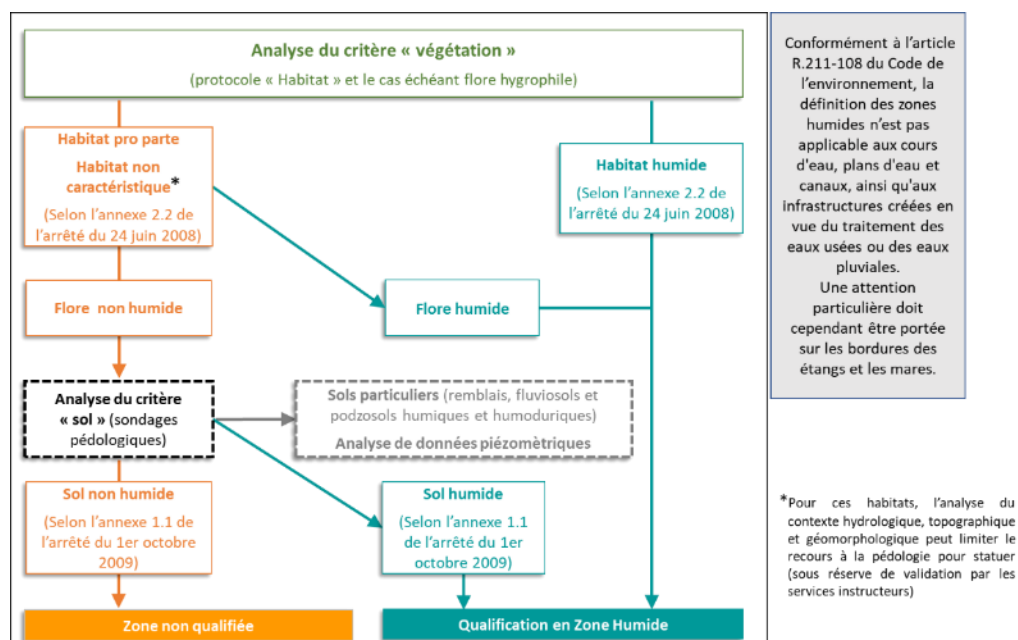 Analyse du critère « végétation »
(protocole « Habitat » et le cas échéant flore hygrophile)
Habitat pro parte
Habitat non
caractéristique*
(Selon l'annexe 2.2 de
l'arrêté du 24 juin 2008)
Habitat humide
(Selon l'annexe 2.2 de
l'arrêté du 24 juin 2008)
Flore non humide
Flore humide
Analyse du critère
« sol » (sondages
pédologiques)
Sols particuliers (remblais, fluviosols et
podzosols humiques et humoduriques)
Analyse de données piézomètriques
Sol non humide
(Selon l'annexe 1.1 de
l'arrêté du 1er octobre
2009)
Sol humide
(Selon l'annexe 1.1
de l'arrêté du 1er
octobre 2009)
Zone non qualifiée
Qualification en Zone Humide
Conformément à l'article
R.211-108 du Code de
l'environnement, la
définition des zones
humides n'est pas
applicable aux cours
d'eau, plans d'eau et
canaux, ainsi qu'aux
infrastructures créées en
vue du traitement des
eaux usées ou des eaux
pluviales.
Une attention
particulière doit
cependant être portée
sur les bordures des
étangs et les mares.
*Pour ces habitats, l'analyse du
contexte hydrologique, topographique
et géomorphologique peut limiter le
recours à la pédologie pour statuer
(sous réserve de validation par les
services instructeurs)